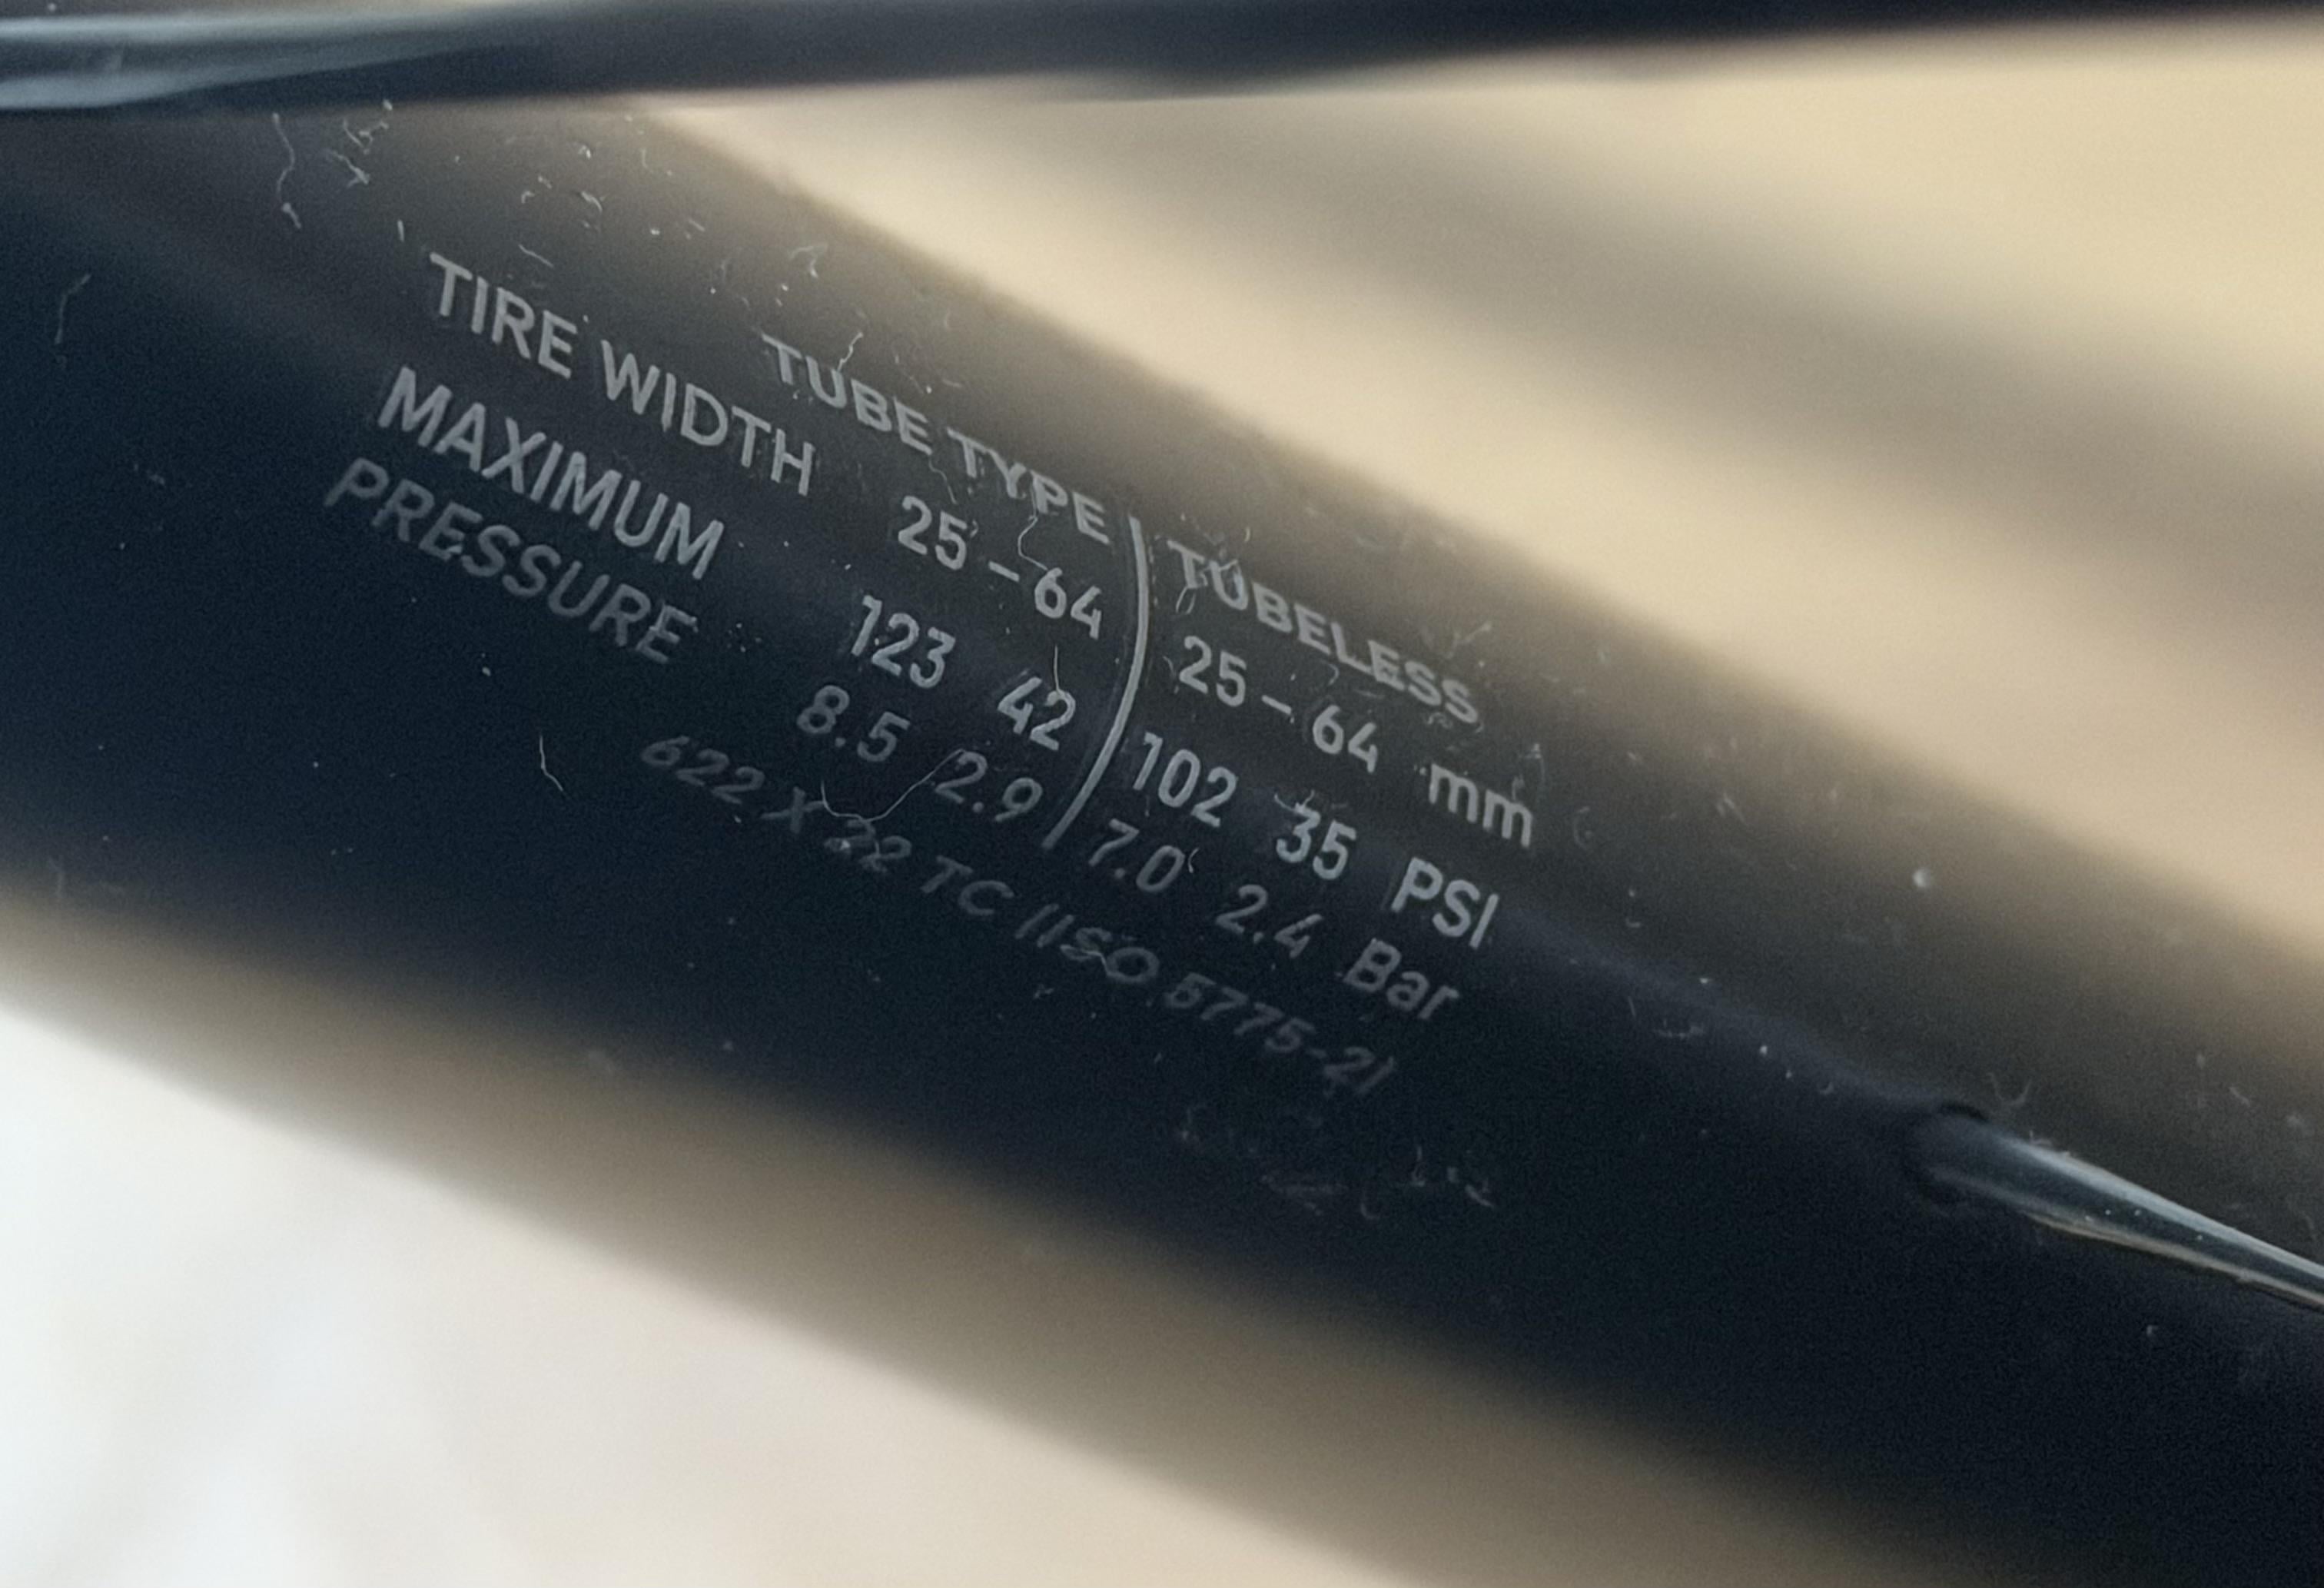 TUBE TYPE | TUBELESS
TIRE WIDTH 25-64 | 25-64 mm
MAXIMUM 123 42 | 102 35 PSI
PRESSURE 8.5 2.9 | 7.0 2.4 Bar
622 X 22 TC (ISO 5775-2)